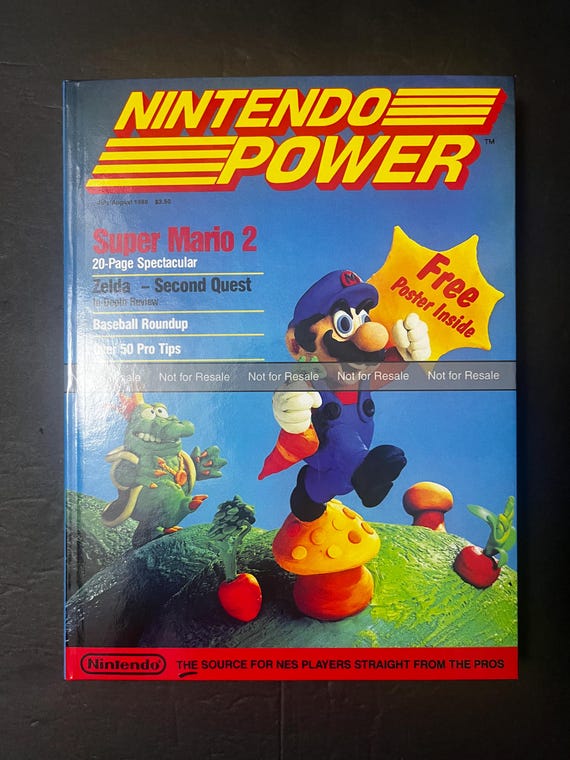 NINTENDO
POWER™
July/August 1988 $3.50
Super Mario 2
20-Page Spectacular
Zelda – Second Quest
In-Depth Review
Baseball Roundup
Over 50 Pro Tips
Free
Poster Inside
Not for Resale Not for Resale Not for Resale Not for Resale
M
Nintendo®
THE SOURCE FOR NES PLAYERS STRAIGHT FROM THE PROS